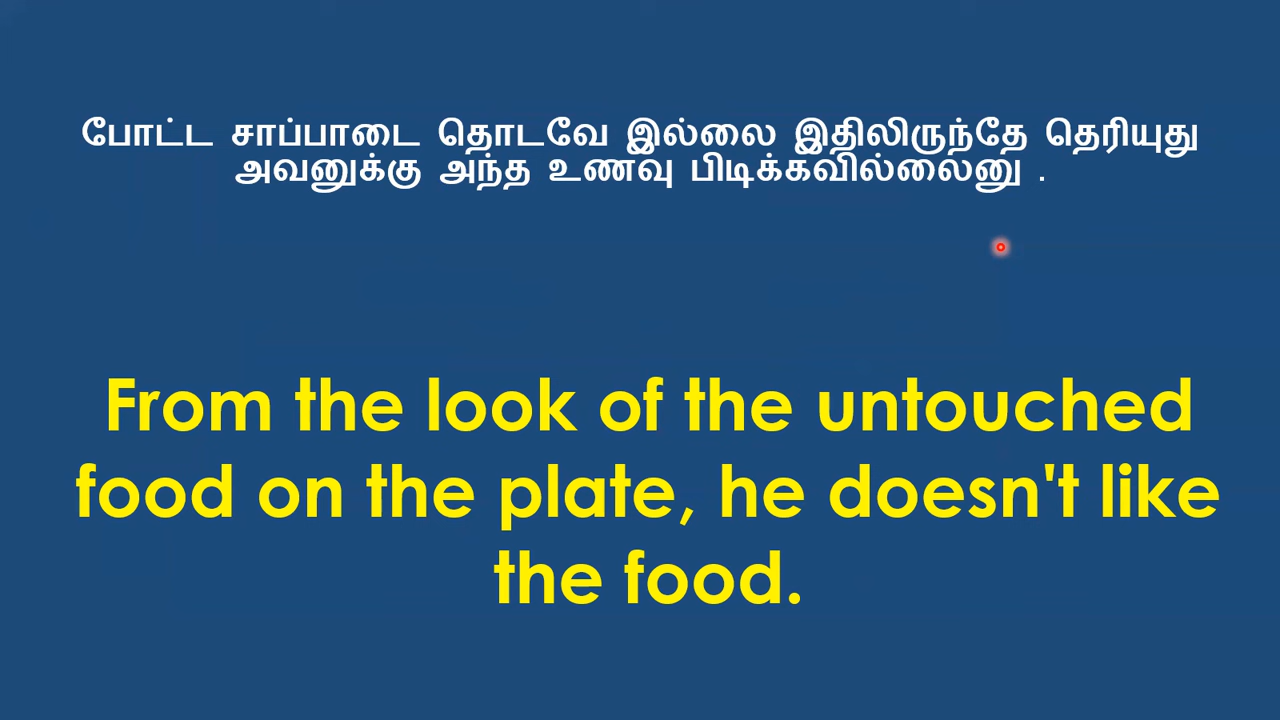 போட்ட சாப்பாடை தொடவே இல்லை இதிலிருந்தே தெரியுது
அவனுக்கு அந்த உணவு பிடிக்கவில்லைனு .
From the look of the untouched
food on the plate, he doesn't like
the food.